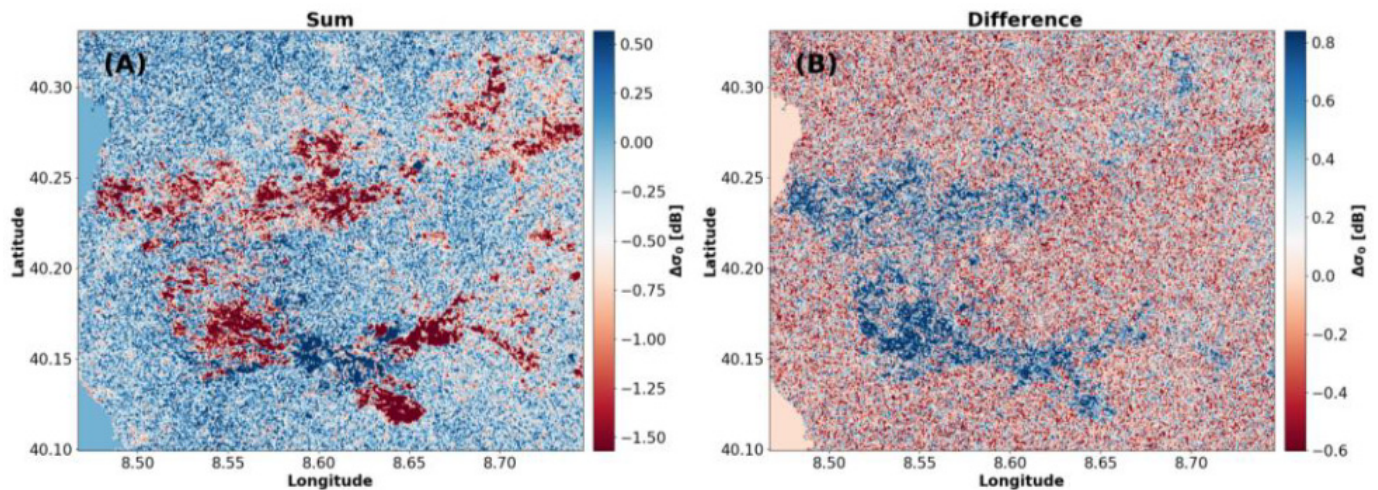 Sum
(A)
0.50
0.25
0.00
−0.25
−0.50
−0.75
−1.00
−1.25
−1.50
Δσ₀ [dB]
40.30
40.25
40.20
40.15
40.10
Latitude
8.50 8.55 8.60 8.65 8.70
Longitude
Difference
(B)
0.8
0.6
0.4
0.2
0.0
−0.2
−0.4
−0.6
Δσ₀ [dB]
40.30
40.25
40.20
40.15
40.10
Latitude
8.50 8.55 8.60 8.65 8.70
Longitude